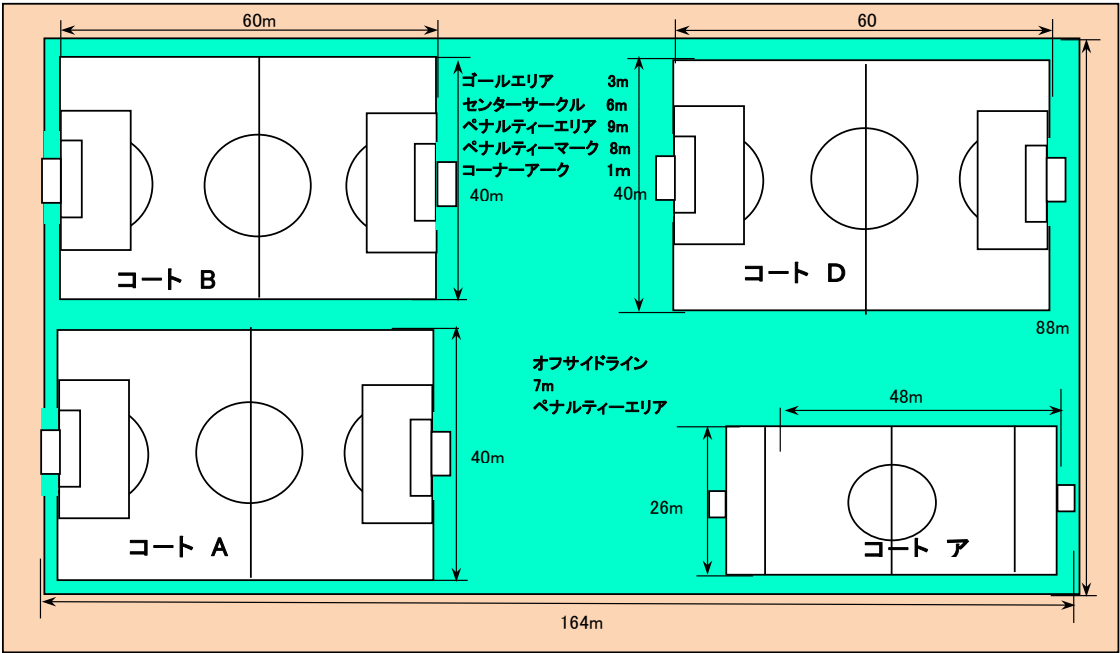 60m
60
ゴールエリア 3m
センターサークル 6m
ペナルティーエリア 9m
ペナルティーマーク 8m
コーナーアーク 1m
40m
40m
コート B
コート D
88m
オフサイドライン
7m
ペナルティーエリア
48m
40m
26m
コート A
コート ア
164m